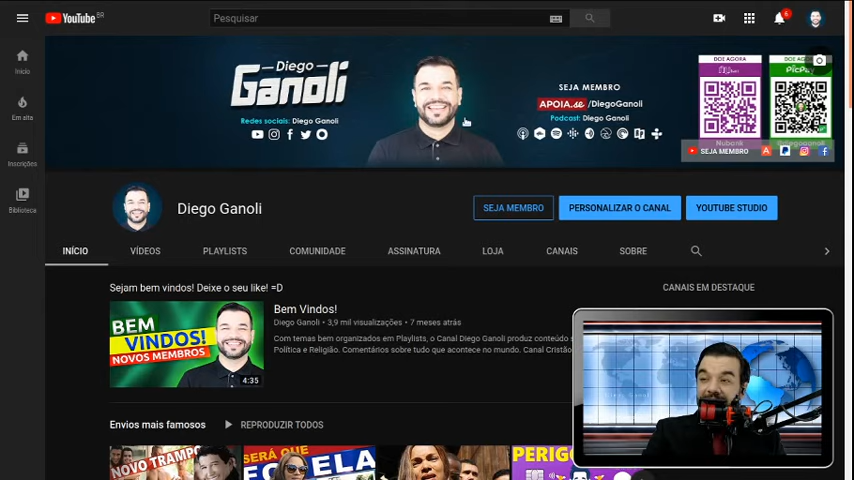 YouTube BR
Pesquisar
6
Início
Em alta
Inscrições
Biblioteca
Diego
Ganoli
Redes sociais: Diego Ganoli
SEJA MEMBRO
APOIA.se/DiegoGanoli
Podcast: Diego Ganoli
DOE AGORA
DOE AGORA
PicPay
Nubank
SEJA MEMBRO
Diego Ganoli
SEJA MEMBRO
PERSONALIZAR O CANAL
YOUTUBE STUDIO
INÍCIO
VÍDEOS
PLAYLISTS
COMUNIDADE
ASSINATURA
LOJA
CANAIS
SOBRE
Sejam bem vindos! Deixe o seu like! =D
CANAIS EM DESTAQUE
BEM
VINDOS!
NOVOS MEMBROS
4:35
Bem Vindos!
Diego Ganoli • 3,9 mil visualizações • 7 meses atrás
Com temas bem organizados em Playlists, o Canal Diego Ganoli produz conteúdo s
Política e Religião. Comentários sobre tudo que acontece no mundo. Canal Cristão
Envios mais famosos
REPRODUZIR TODOS
NOVO TRAMPO
SERÁ QUE
PERIGO